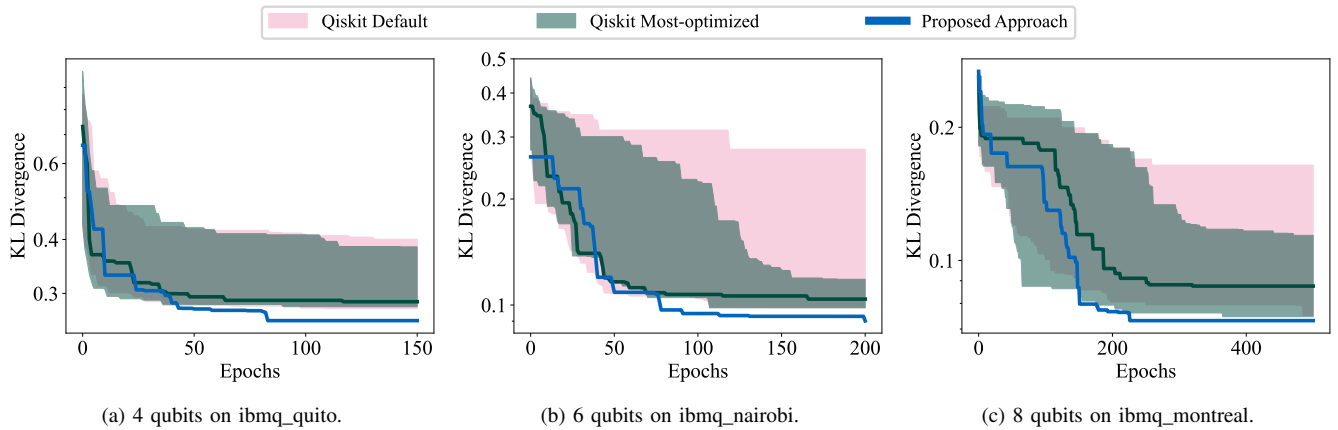 Qiskit Default Qiskit Most-optimized Proposed Approach
KL Divergence
0.6
0.4
0.3
0 50 100 150
Epochs
(a) 4 qubits on ibmq_quito.
KL Divergence
0.5
0.4
0.3
0.2
0.1
0 50 100 150 200
Epochs
(b) 6 qubits on ibmq_nairobi.
KL Divergence
0.2
0.1
0 200 400
Epochs
(c) 8 qubits on ibmq_montreal.